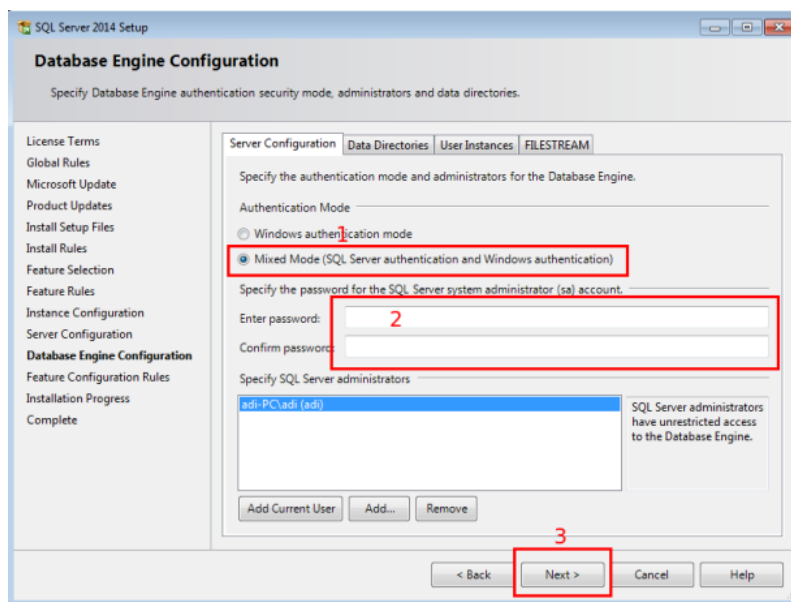 SQL Server 2014 Setup
Database Engine Configuration
Specify Database Engine authentication security mode, administrators and data directories.
License Terms
Global Rules
Microsoft Update
Product Updates
Install Setup Files
Install Rules
Feature Selection
Feature Rules
Instance Configuration
Server Configuration
Database Engine Configuration
Feature Configuration Rules
Installation Progress
Complete
Server Configuration Data Directories User Instances FILESTREAM
Specify the authentication mode and administrators for the Database Engine.
Authentication Mode
1
Windows authentication mode
Mixed Mode (SQL Server authentication and Windows authentication)
Specify the password for the SQL Server system administrator (sa) account.
Enter password: 2
Confirm password:
Specify SQL Server administrators
adi-PC\adi (adi)
SQL Server administrators
have unrestricted access
to the Database Engine.
Add Current User Add... Remove
3
< Back Next > Cancel Help